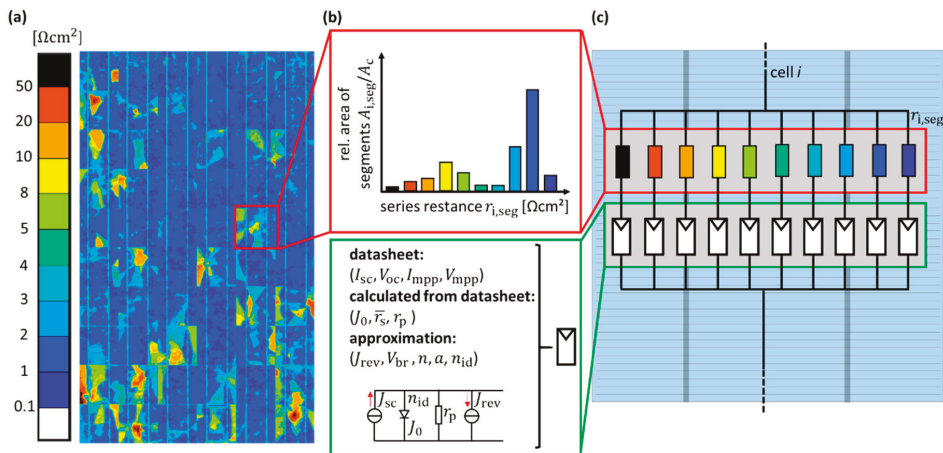 (a)
[Ωcm²]
50
20
10
8
5
4
3
2
1
0.1
(b)
rel. area of
segments A_i,seg/A_c
series restance r_i,seg [Ωcm²]
datasheet:
(I_sc, V_oc, I_mpp, V_mpp)
calculated from datasheet:
(J_0, r̅_s, r_p )
approximation:
(J_rev, V_br , n, a, n_id)
J_sc
n_id
J_0
r_p
J_rev
(c)
cell i
r_i,seg